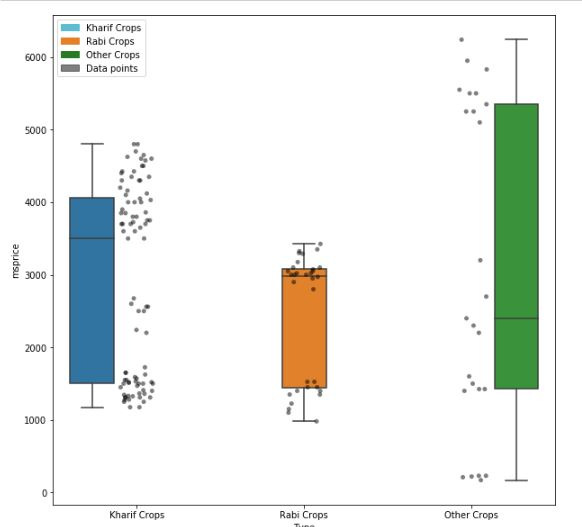 Kharif Crops
Rabi Crops
Other Crops
Data points
6000
5000
4000
3000
2000
1000
0
msprice
Kharif Crops Rabi Crops Other Crops
Type